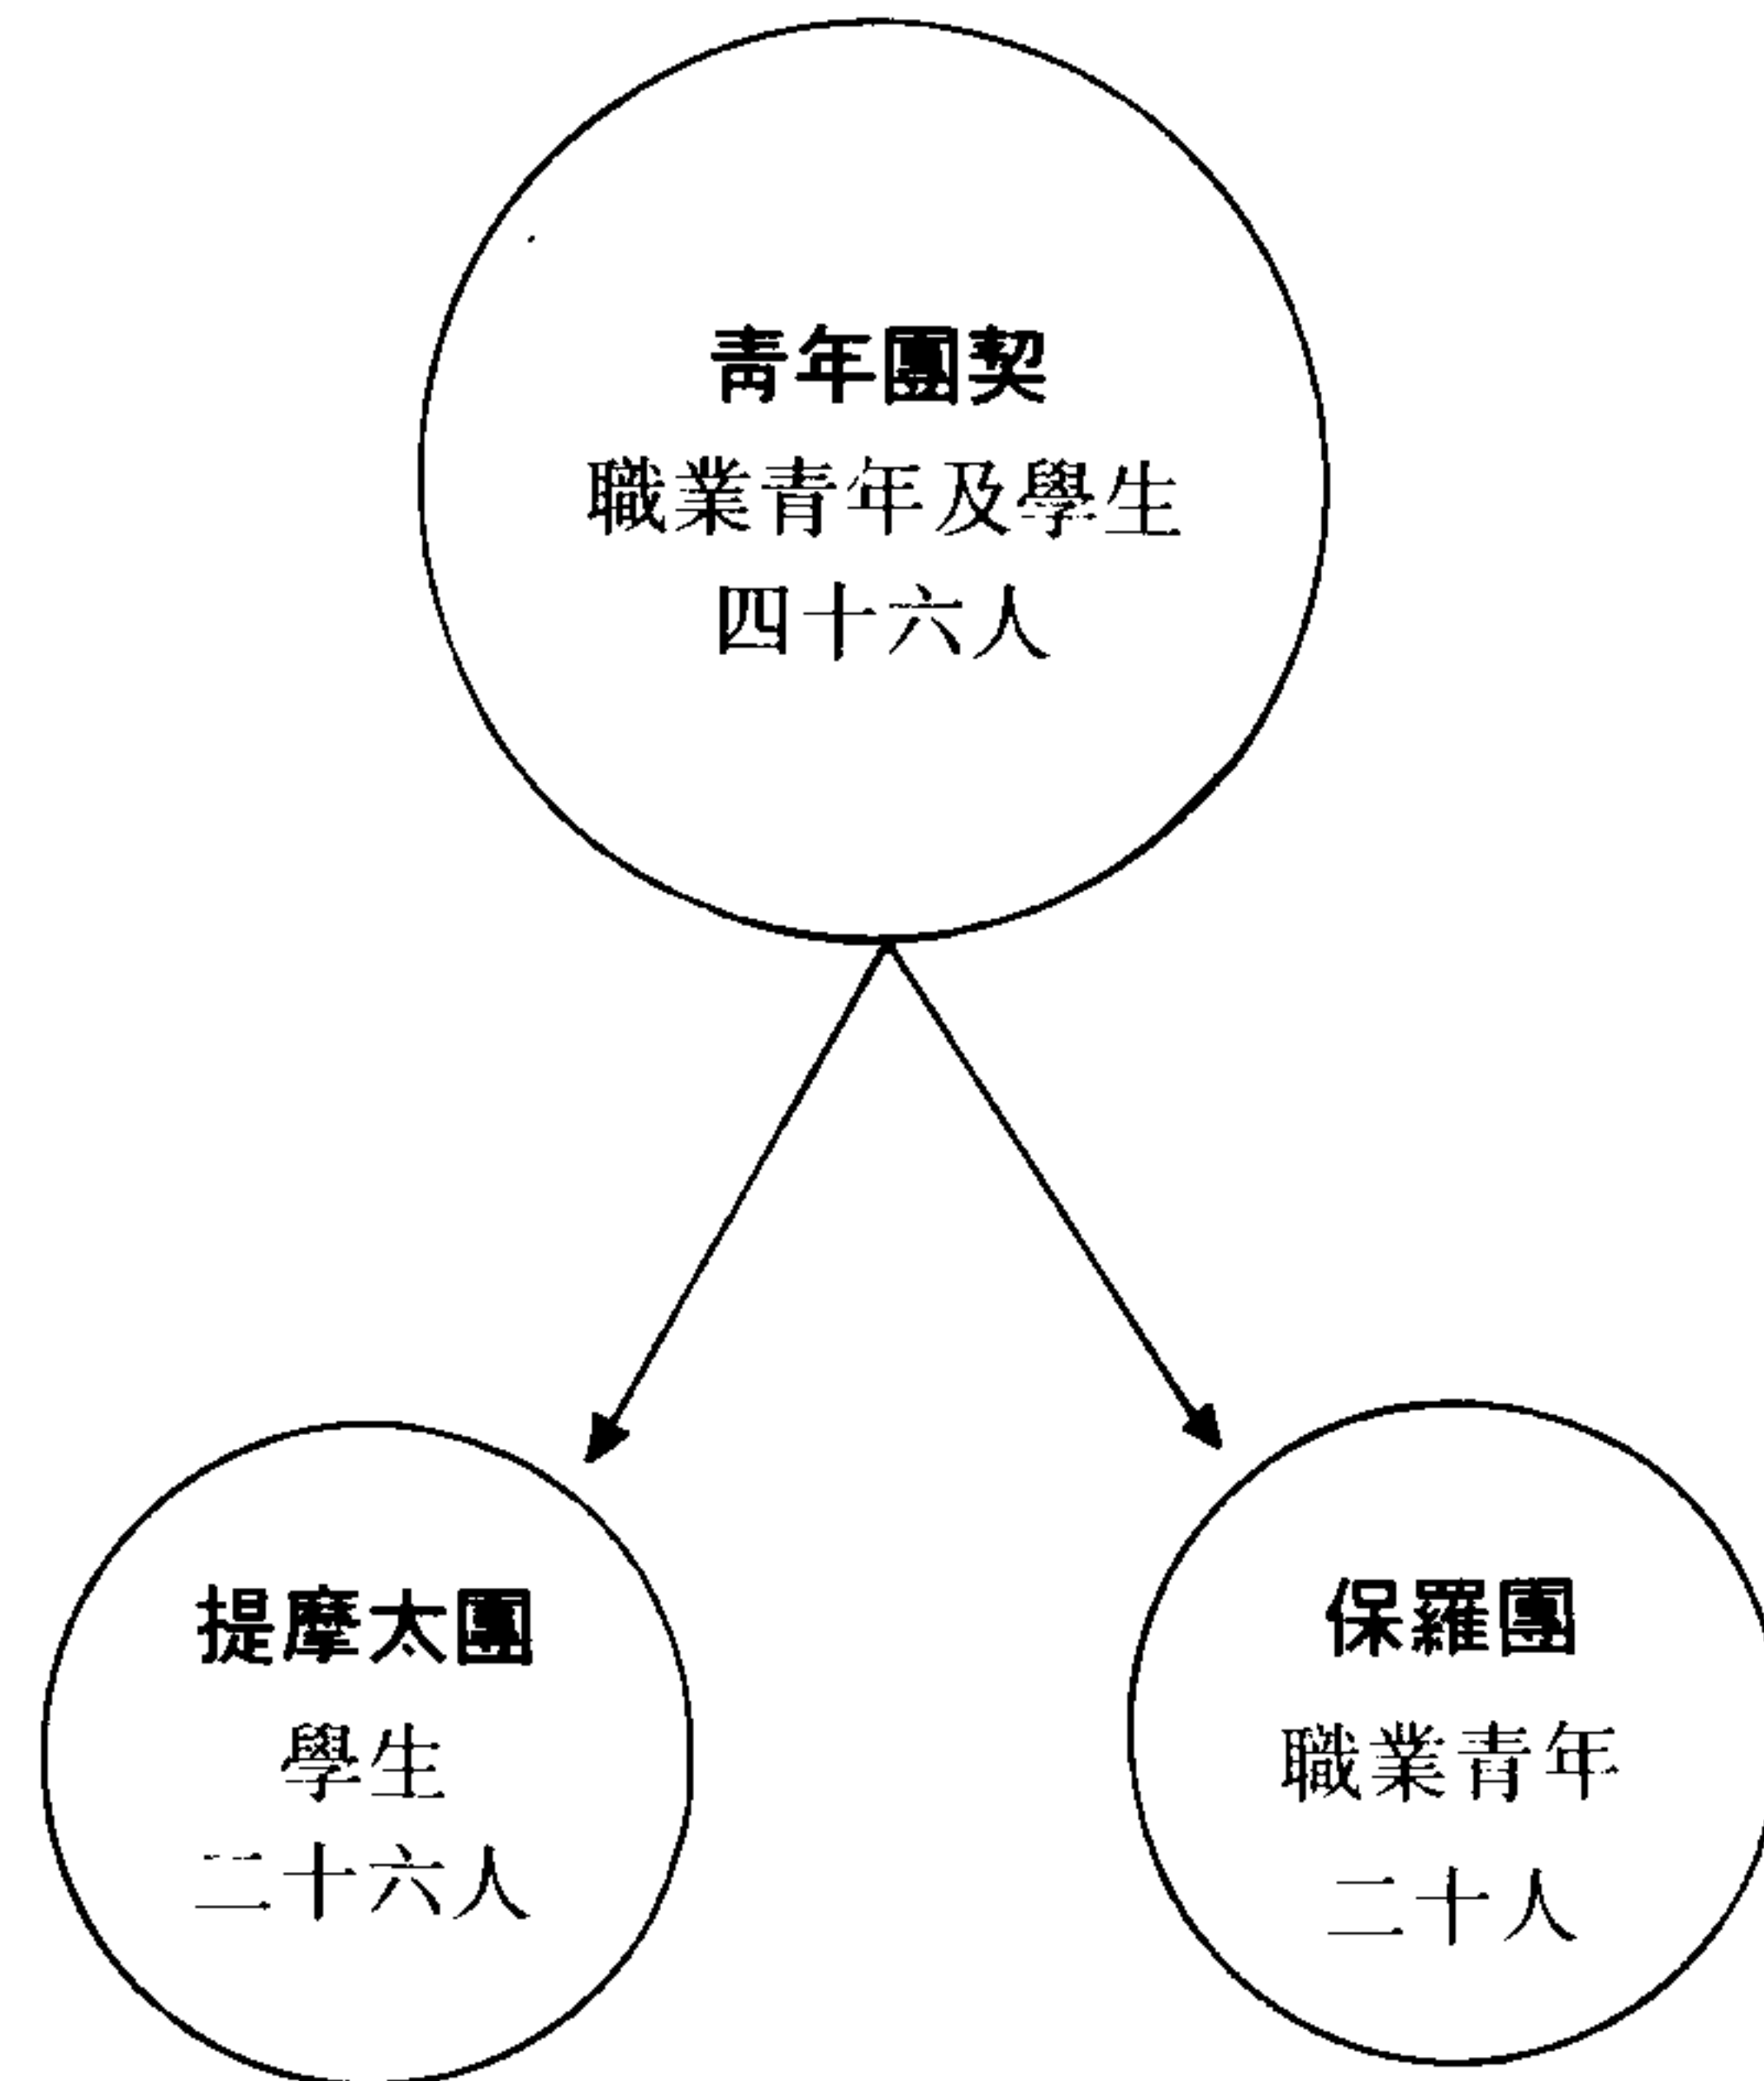 青年團契
職業青年及學生
四十六人
提摩太團
學生
二十六人
保羅團
職業青年
二十人